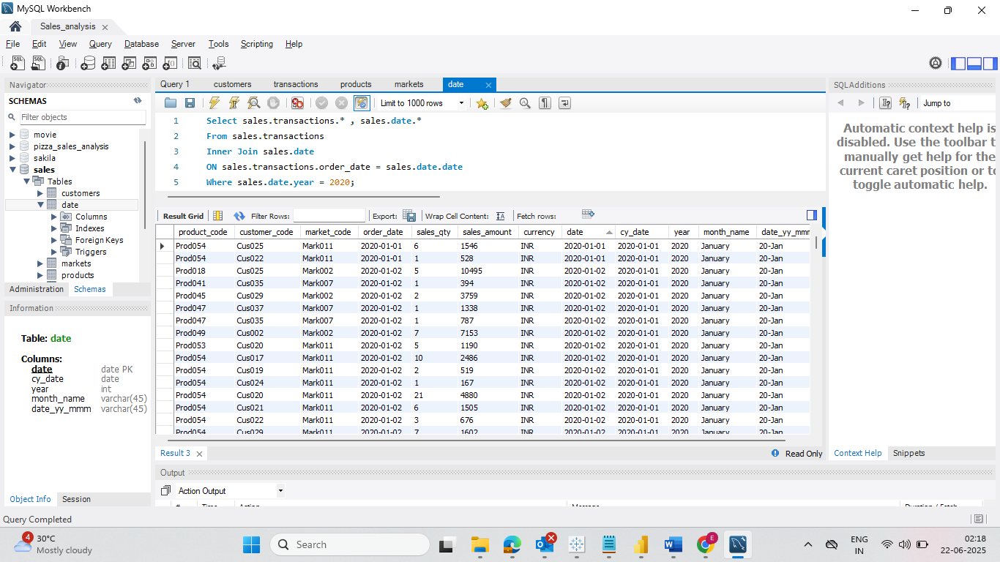 MySQL Workbench
Sales_analysis
File Edit View Query Database Server Tools Scripting Help
Navigator
SCHEMAS
Filter objects
movie
pizza_sales_analysis
sakila
sales
Tables
customers
date
Columns
Indexes
Foreign Keys
Triggers
markets
products
Administration Schemas
Information
Table: date
Columns:
date date PK
cy_date date
year int
month_name varchar(45)
date_yy_mmm varchar(45)
Object Info Session
Query 1 customers transactions products markets date
Limit to 1000 rows
1 Select sales.transactions.* , sales.date.*
2 From sales.transactions
3 Inner Join sales.date
4 ON sales.transactions.order_date = sales.date.date
5 Where sales.date.year = 2020;
Result Grid Filter Rows: Export: Wrap Cell Content: Fetch rows:
product_code customer_code market_code order_date sales_qty sales_amount currency date cy_date year month_name date_yy_mmm
Prod054 Cus025 Mark011 2020-01-01 6 1546 INR 2020-01-01 2020-01-01 2020 January 20-Jan
Prod054 Cus022 Mark011 2020-01-01 1 528 INR 2020-01-01 2020-01-01 2020 January 20-Jan
Prod018 Cus025 Mark002 2020-01-02 5 10495 INR 2020-01-02 2020-01-01 2020 January 20-Jan
Prod041 Cus035 Mark007 2020-01-02 1 394 INR 2020-01-02 2020-01-01 2020 January 20-Jan
Prod045 Cus029 Mark002 2020-01-02 2 3759 INR 2020-01-02 2020-01-01 2020 January 20-Jan
Prod047 Cus037 Mark007 2020-01-02 1 1338 INR 2020-01-02 2020-01-01 2020 January 20-Jan
Prod047 Cus035 Mark007 2020-01-02 1 787 INR 2020-01-02 2020-01-01 2020 January 20-Jan
Prod049 Cus002 Mark002 2020-01-02 7 7153 INR 2020-01-02 2020-01-01 2020 January 20-Jan
Prod053 Cus020 Mark011 2020-01-02 5 1190 INR 2020-01-02 2020-01-01 2020 January 20-Jan
Prod054 Cus017 Mark011 2020-01-02 10 2486 INR 2020-01-02 2020-01-01 2020 January 20-Jan
Prod054 Cus019 Mark011 2020-01-02 2 519 INR 2020-01-02 2020-01-01 2020 January 20-Jan
Prod054 Cus024 Mark011 2020-01-02 1 167 INR 2020-01-02 2020-01-01 2020 January 20-Jan
Prod054 Cus020 Mark011 2020-01-02 21 4880 INR 2020-01-02 2020-01-01 2020 January 20-Jan
Prod054 Cus021 Mark011 2020-01-02 6 1505 INR 2020-01-02 2020-01-01 2020 January 20-Jan
Prod054 Cus022 Mark011 2020-01-02 3 676 INR 2020-01-02 2020-01-01 2020 January 20-Jan
Prod054 Cus029 Mark011 2020-01-02 7 1602 INR 2020-01-02 2020-01-01 2020 January 20-Jan
Result 3 Read Only
Output
Action Output
# Time Action Message Duration / Fetch
SQLAdditions
Jump to
Automatic context help is
disabled. Use the toolbar t
manually get help for the
current caret position or to
toggle automatic help.
Context Help Snippets
Query Completed
4
30°C
Mostly cloudy
Search
E
ENG
IN
02:18
22-06-2025